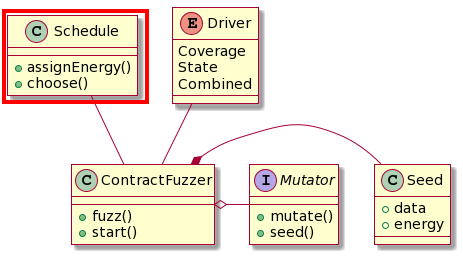 C Schedule
assignEnergy()
choose()
E Driver
Coverage
State
Combined
C ContractFuzzer
fuzz()
start()
I Mutator
mutate()
seed()
C Seed
data
energy